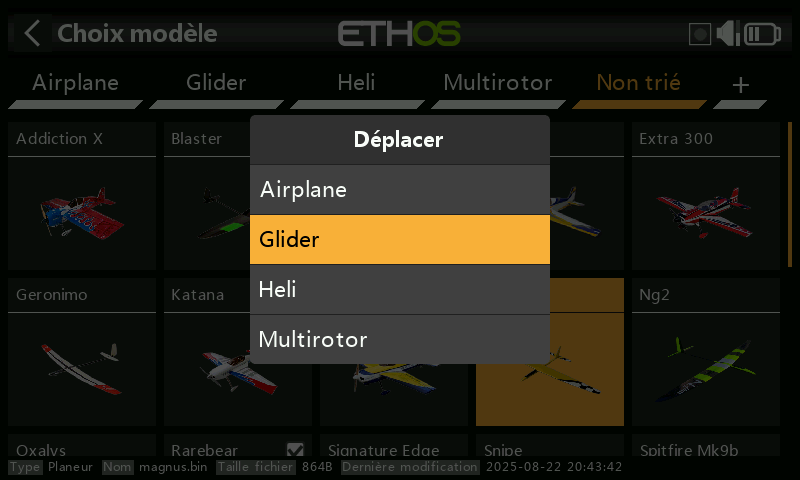 Choix modèle
ETHOS
Airplane Glider Heli Multirotor Non trié +
Addiction X Blaster Extra 300
Déplacer
Airplane
Glider
Heli
Multirotor
Geronimo Katana Ng2
Oxalys Rarebear Signature Edge Snipe Spitfire Mk9b
Type Planeur Nom magnus.bin Taille fichier 864B Dernière modification 2025-08-22 20:43:42